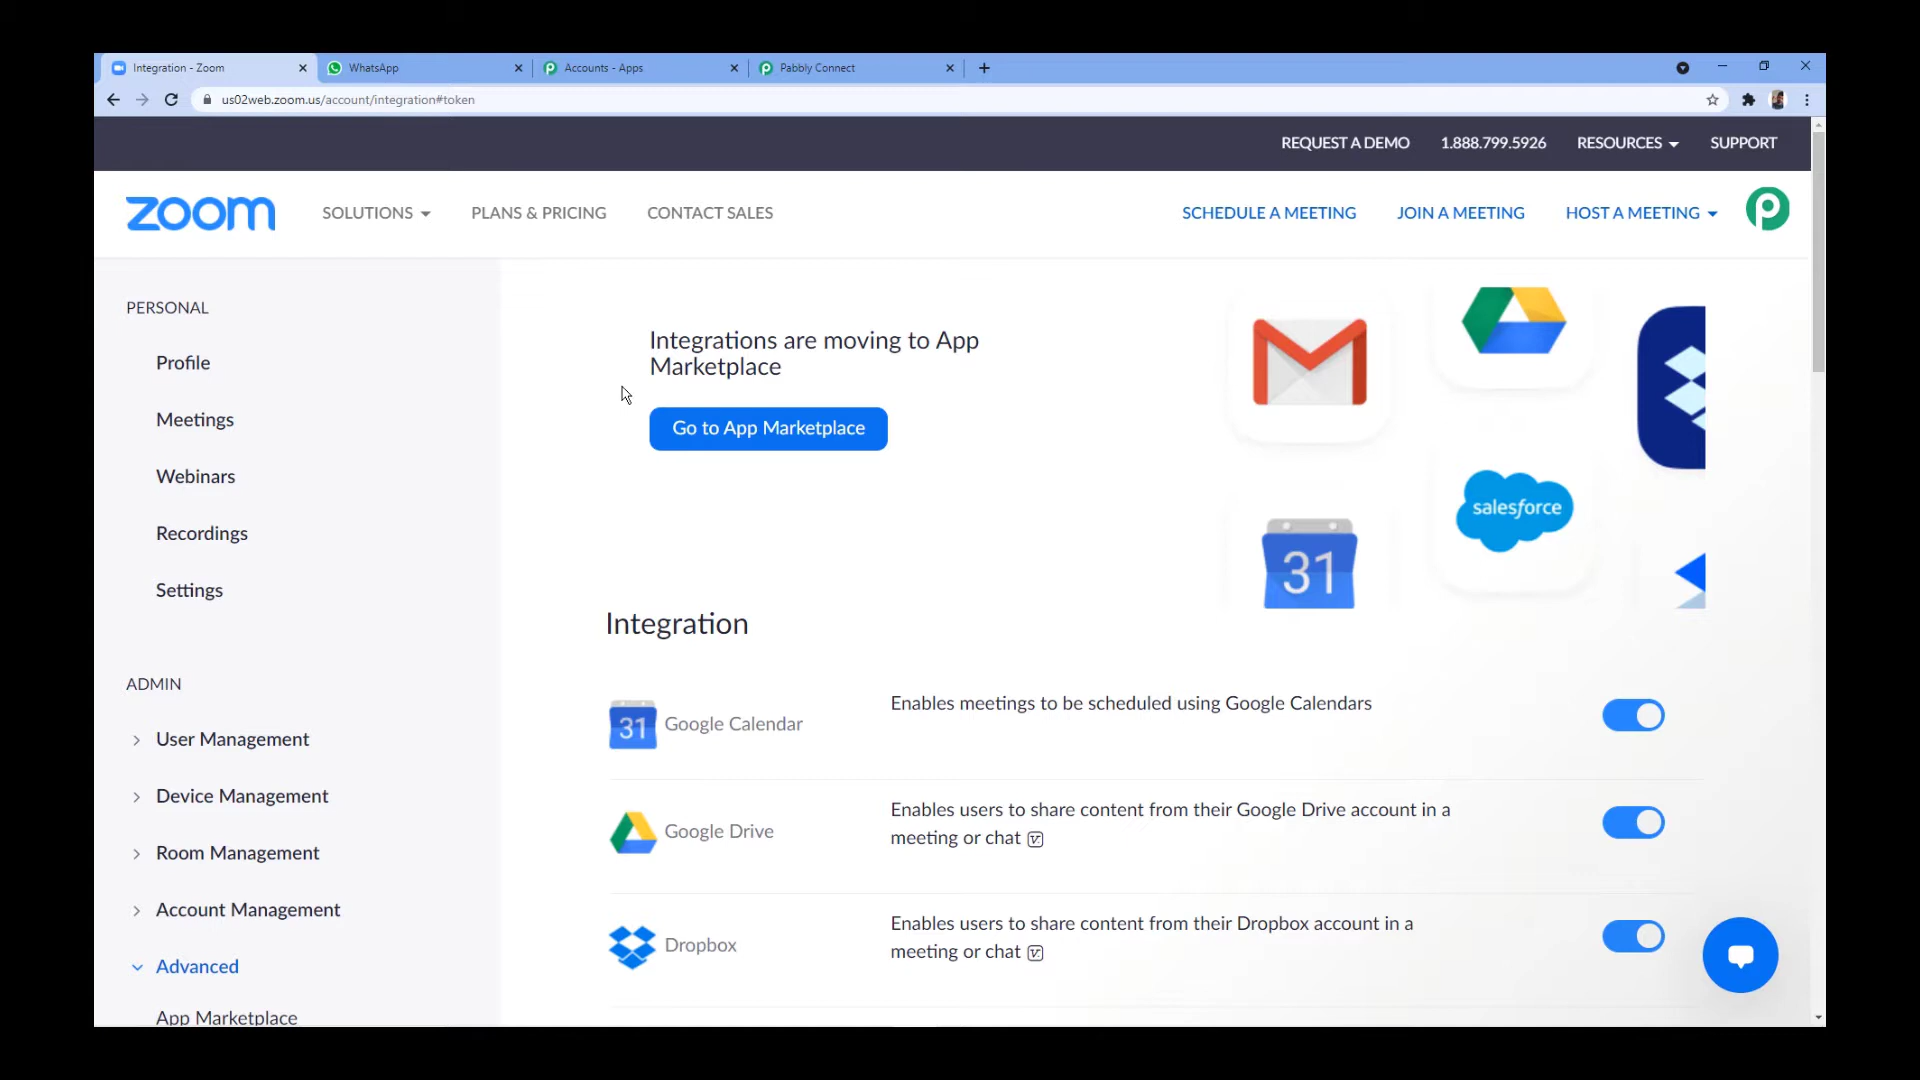 Integration - Zoom
WhatsApp
Accounts - Apps
Pabbly Connect
us02web.zoom.us/account/integration#token
REQUEST A DEMO
1.888.799.5926
RESOURCES
SUPPORT
zoom
SOLUTIONS
PLANS & PRICING
CONTACT SALES
SCHEDULE A MEETING
JOIN A MEETING
HOST A MEETING
PERSONAL
Profile
Meetings
Webinars
Recordings
Settings
ADMIN
User Management
Device Management
Room Management
Account Management
Advanced
App Marketplace
Integrations are moving to App
Marketplace
Go to App Marketplace
salesforce
31
Integration
31
Google Calendar
Enables meetings to be scheduled using Google Calendars
Google Drive
Enables users to share content from their Google Drive account in a
meeting or chat
Dropbox
Enables users to share content from their Dropbox account in a
meeting or chat